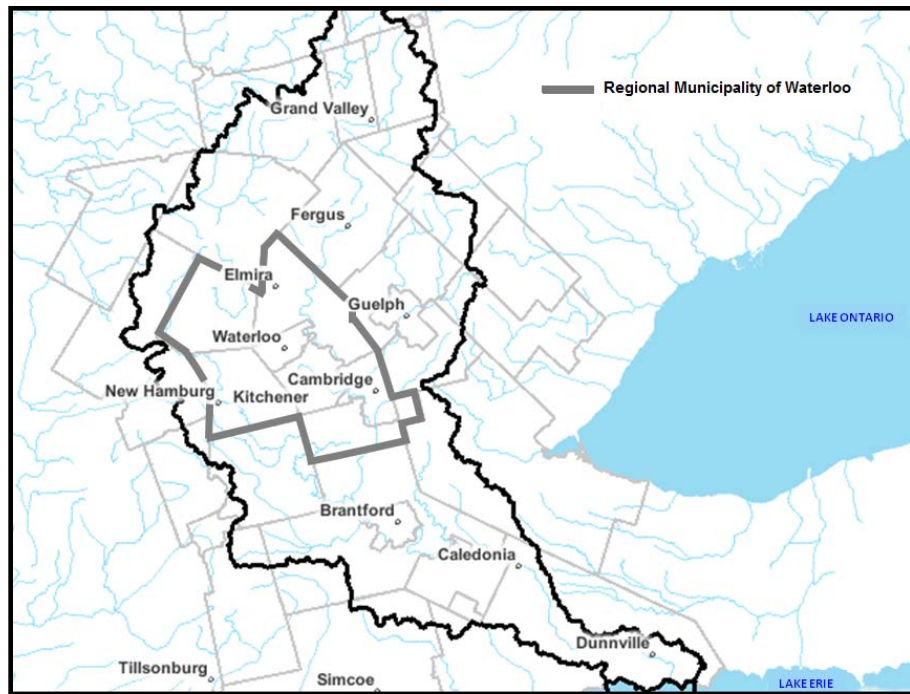 Regional Municipality of Waterloo
Grand Valley
Fergus
Elmira
Guelph
LAKE ONTARIO
Waterloo
Cambridge
New Hamburg
Kitchener
Brantford
Caledonia
Dunnville
Tillsonburg
Simcoe
LAKE ERIE